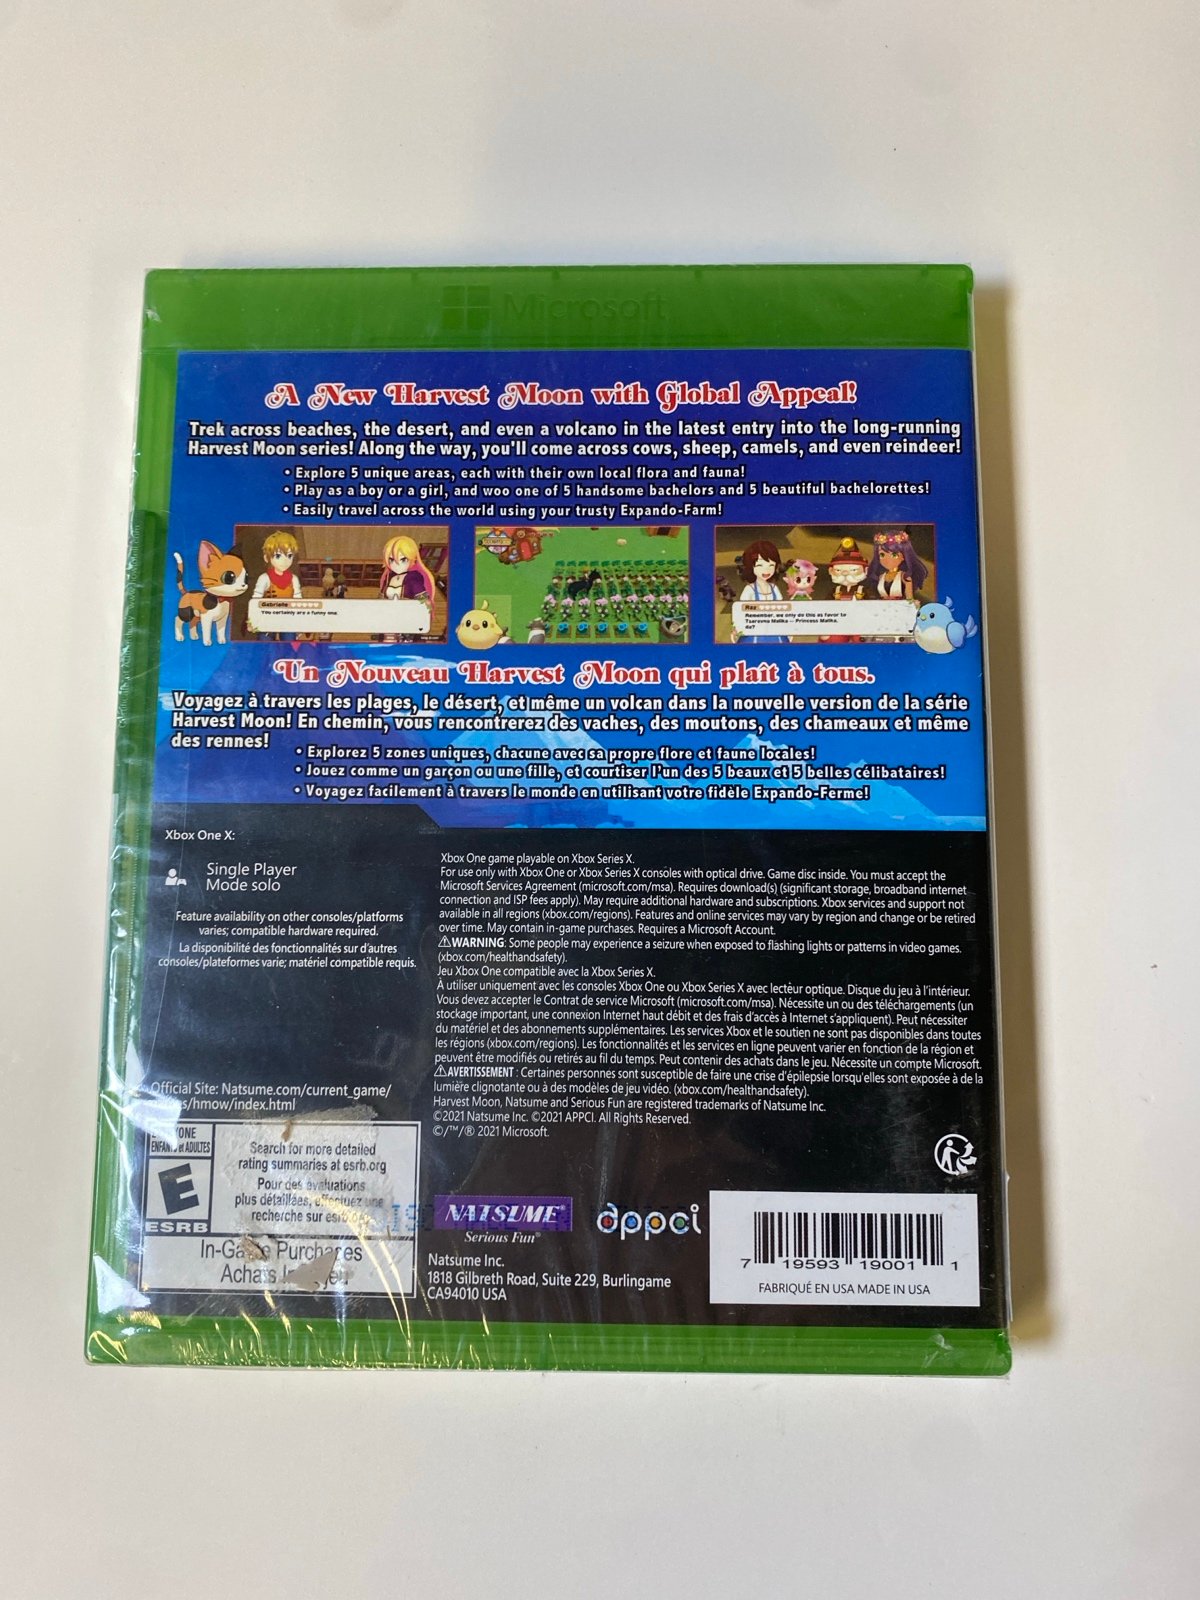 Microsoft
A New Harvest Moon with Global Appeal!
Trek across beaches, the desert, and even a volcano in the latest entry into the long-running
Harvest Moon series! Along the way, you'll come across cows, sheep, camels, and even reindeer!
• Explore 5 unique areas, each with their own local flora and fauna!
• Play as a boy or a girl, and woo one of 5 handsome bachelors and 5 beautiful bachelorettes!
• Easily travel across the world using your trusty Expando-Farm!
Gabrielle
You certainly are a funny one.
Remember, we only do this as favor to
Tsarevna Malika — Princess Malika,
da?
Un Nouveau Harvest Moon qui plaît à tous.
Voyagez à travers les plages, le désert, et même un volcan dans la nouvelle version de la série
Harvest Moon! En chemin, vous rencontrerez des vaches, des moutons, des chameaux et même
des rennes!
• Explorez 5 zones uniques, chacune avec sa propre flore et faune locales!
• Jouez comme un garçon ou une fille, et courtiser l'un des 5 beaux et 5 belles célibataires!
• Voyagez facilement à travers le monde en utilisant votre fidèle Expando-Ferme!
Xbox One X:
Single Player
Mode solo
Feature availability on other consoles/platforms
varies; compatible hardware required.
La disponibilité des fonctionnalités sur d'autres
consoles/plateformes varie; matériel compatible requis.
Xbox One game playable on Xbox Series X.
For use only with Xbox One or Xbox Series X consoles with optical drive. Game disc inside. You must accept the
Microsoft Services Agreement (microsoft.com/msa). Requires download(s) (significant storage, broadband internet
connection and ISP fees apply). May require additional hardware and subscriptions. Xbox services and support not
available in all regions (xbox.com/regions). Features and online services may vary by region and change or be retired
over time. May contain in-game purchases. Requires a Microsoft Account.
⚠WARNING: Some people may experience a seizure when exposed to flashing lights or patterns in video games.
(xbox.com/healthandsafety).
Jeu Xbox One compatible avec la Xbox Series X.
À utiliser uniquement avec les consoles Xbox One ou Xbox Series X avec lecteur optique. Disque du jeu à l'intérieur.
Vous devez accepter le Contrat de service Microsoft (microsoft.com/msa). Nécessite un ou des téléchargements (un
stockage important, une connexion Internet haut débit et des frais d'accès à Internet s'appliquent). Peut nécessiter
du matériel et des abonnements supplémentaires. Les services Xbox et le soutien ne sont pas disponibles dans toutes
les régions (xbox.com/regions). Les fonctionnalités et les services en ligne peuvent varier en fonction de la région et
peuvent être modifiés ou retirés au fil du temps. Peut contenir des achats dans le jeu. Nécessite un compte Microsoft.
⚠AVERTISSEMENT : Certaines personnes sont susceptible de faire une crise d'épilepsie lorsqu'elles sont exposée à de la
lumière clignotante ou à des modèles de jeu vidéo. (xbox.com/healthandsafety).
Harvest Moon, Natsume and Serious Fun are registered trademarks of Natsume Inc.
©2021 Natsume Inc. ©2021 APPCI. All Rights Reserved.
©/™/® 2021 Microsoft.
Official Site: Natsume.com/current_game/
/hmow/index.html
ENFANTS et ADULTES
E
ESRB
Search for more detailed
rating summaries at esrb.org
Pour des évaluations
plus détaillées, effectuez une
recherche sur
In-Game Purchases
Achats
NATSUME®
Serious Fun®
appci
Natsume Inc.
1818 Gilbreth Road, Suite 229, Burlingame
CA94010 USA
7 19593 19001 1
FABRIQUÉ EN USA MADE IN USA